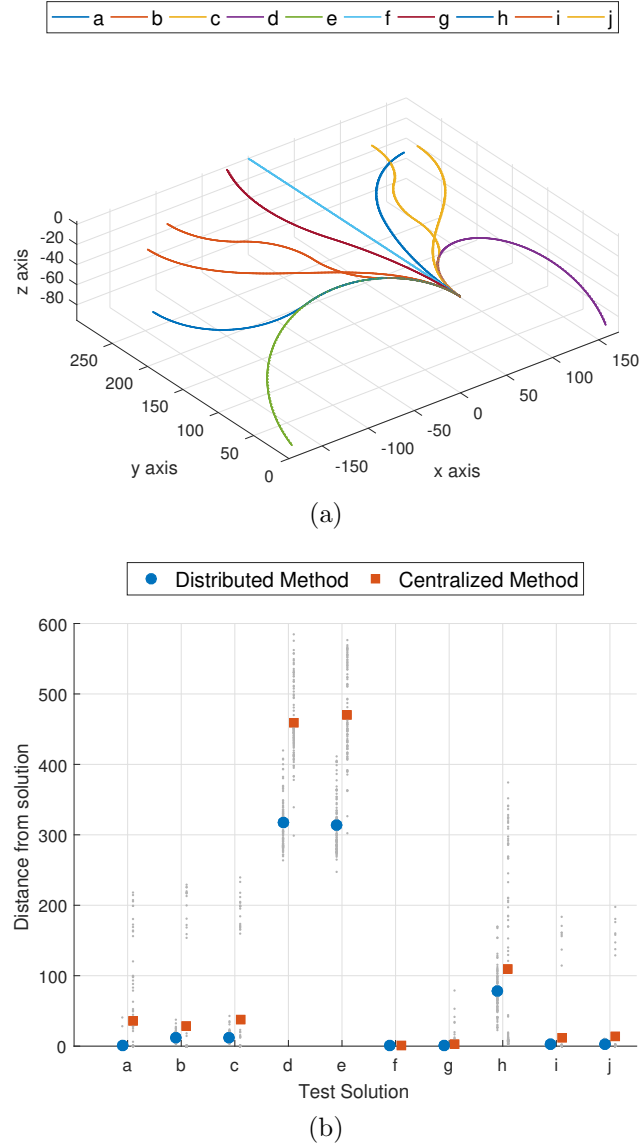 a b c d e f g h i j
0
-20
-40
-60
-80
z axis
250
200
150
100
50
0
y axis
-150
-100
-50
0
50
100
150
x axis
(a)
Distributed Method Centralized Method
600
500
400
300
200
100
0
Distance from solution
a b c d e f g h i j
Test Solution
(b)